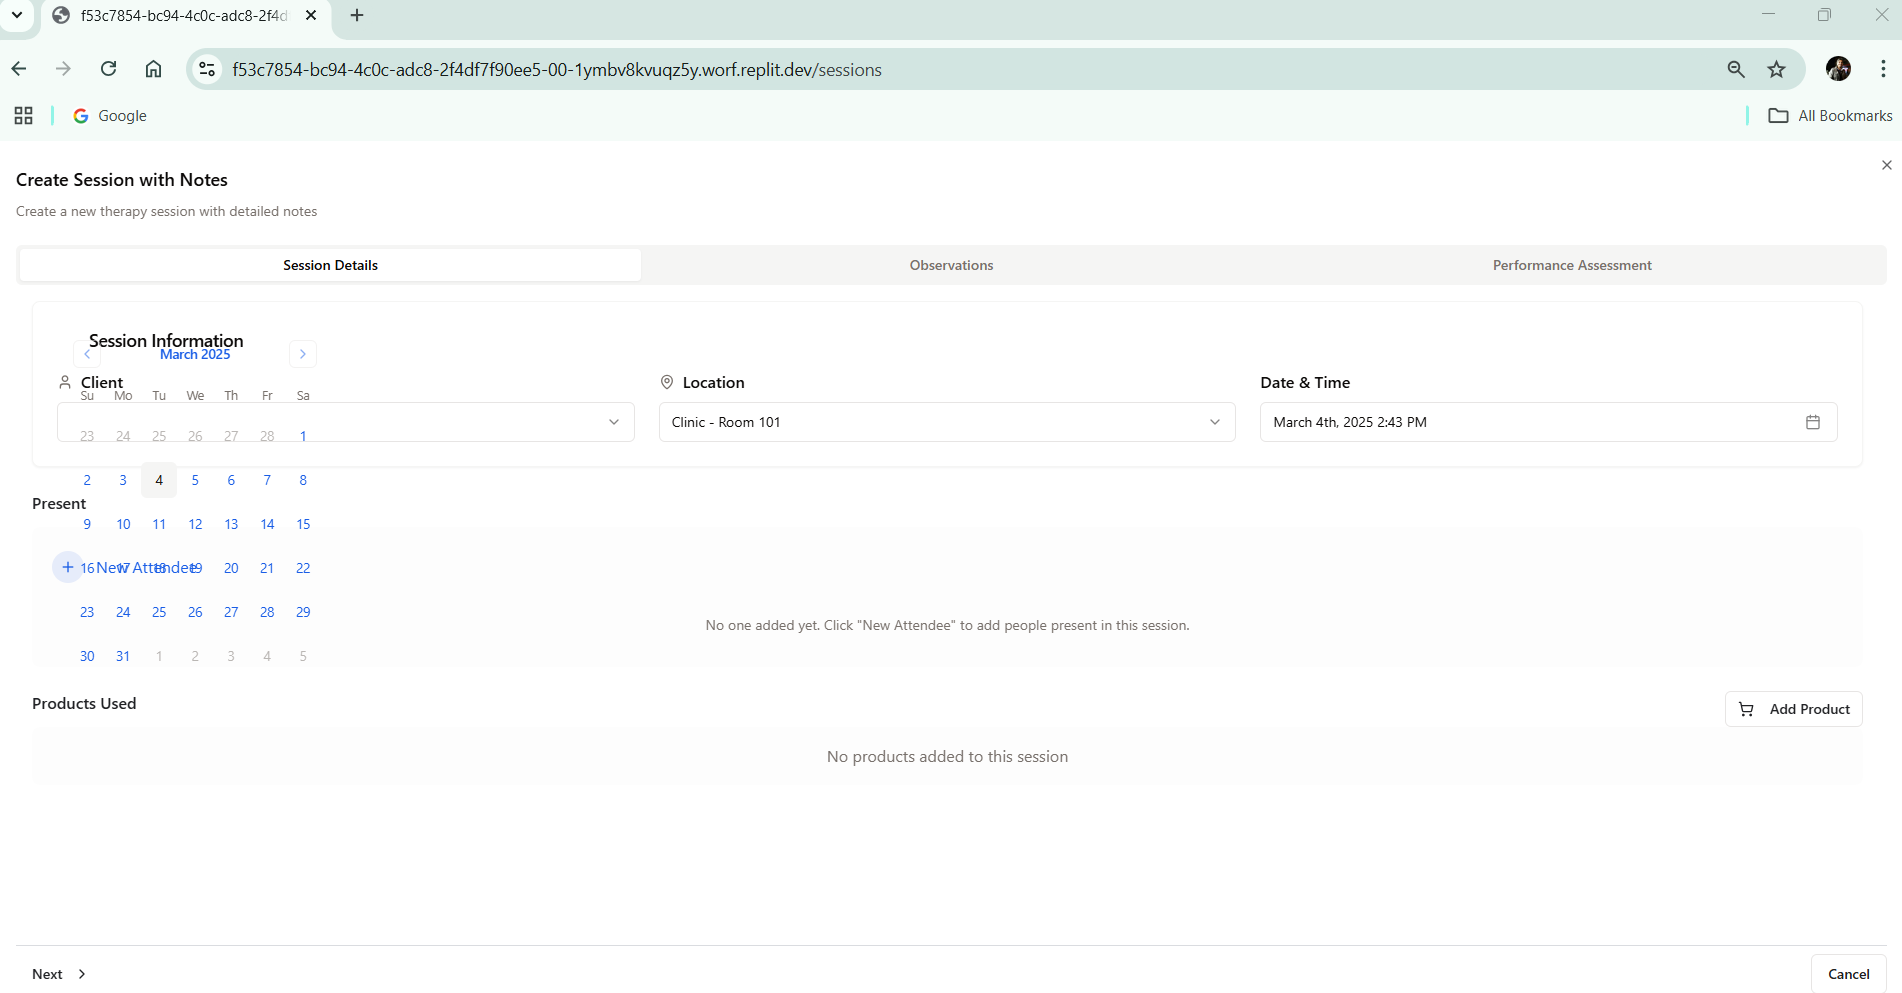 f53c7854-bc94-4c0c-adc8-2f4d
f53c7854-bc94-4c0c-adc8-2f4df7f90ee5-00-1ymbv8kvuqz5y.worf.replit.dev/sessions
Google
All Bookmarks
Create Session with Notes
Create a new therapy session with detailed notes
Session Details
Observations
Performance Assessment
Session Information
March 2025
Client
Location
Date & Time
Su Mo Tu We Th Fr Sa
Clinic - Room 101
March 4th, 2025 2:43 PM
23 24 25 26 27 28 1
2 3 4 5 6 7 8
Present
9 10 11 12 13 14 15
New Attendee
16 17 18 19 20 21 22
23 24 25 26 27 28 29
No one added yet. Click "New Attendee" to add people present in this session.
30 31 1 2 3 4 5
Products Used
Add Product
No products added to this session
Next
Cancel